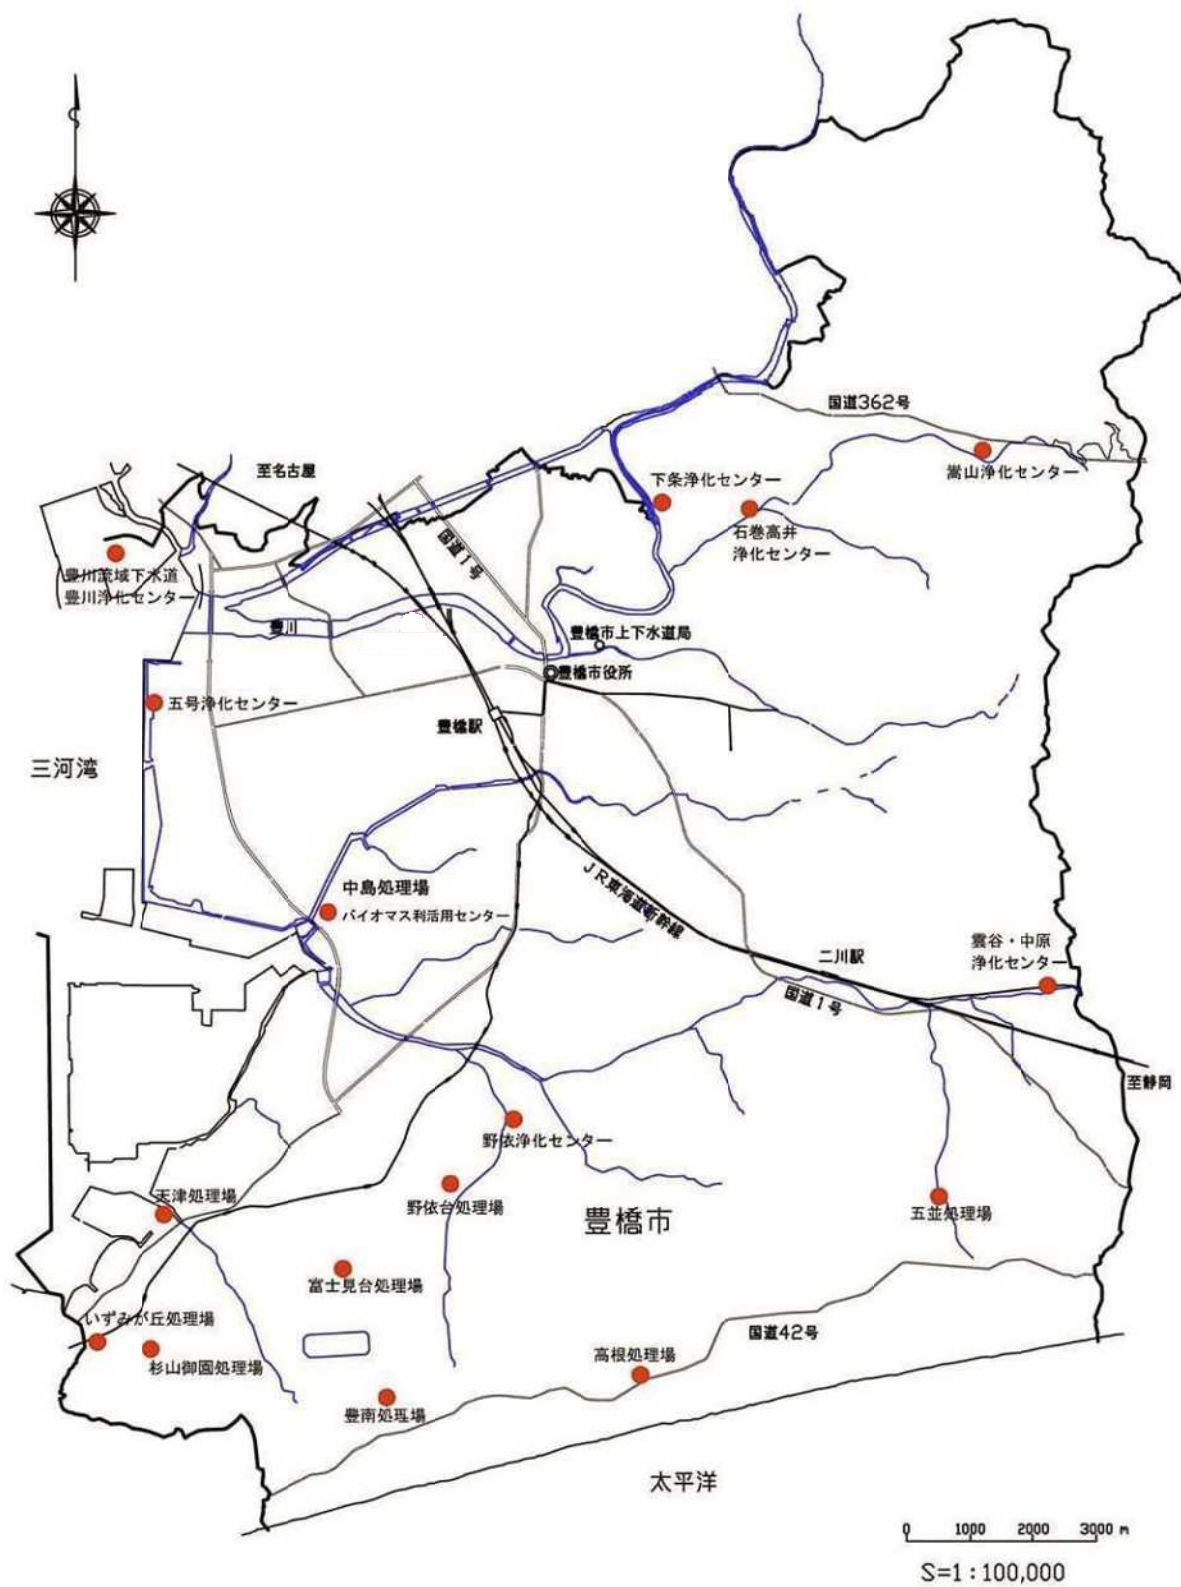 国道362号
嵩山浄化センター
下条浄化センター
石巻高井
浄化センター
至名古屋
国道1号
豊川流域下水道
豊川浄化センター
豊川
豊橋市上下水道局
豊橋市役所
五号浄化センター
豊橋駅
三河湾
中島処理場
バイオマス利活用センター
JR東海道新幹線
二川駅
雲谷・中原
浄化センター
国道1号
至静岡
野依浄化センター
天津処理場
野依台処理場
豊橋市
五並処理場
富士見台処理場
いずみが丘処理場
杉山御園処理場
国道42号
高根処理場
豊南処理場
太平洋
0 1000 2000 3000 m
S=1:100,000